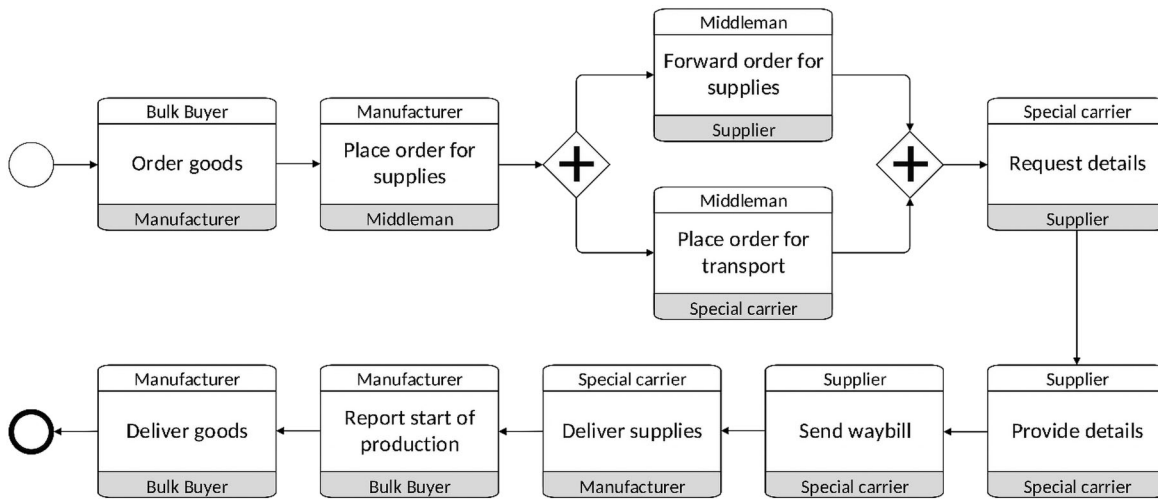 Bulk Buyer
Order goods
Manufacturer
Manufacturer
Place order for
supplies
Middleman
Middleman
Forward order for
supplies
Supplier
Middleman
Place order for
transport
Special carrier
Special carrier
Request details
Supplier
Supplier
Provide details
Special carrier
Supplier
Send waybill
Special carrier
Special carrier
Deliver supplies
Manufacturer
Manufacturer
Report start of
production
Bulk Buyer
Manufacturer
Deliver goods
Bulk Buyer